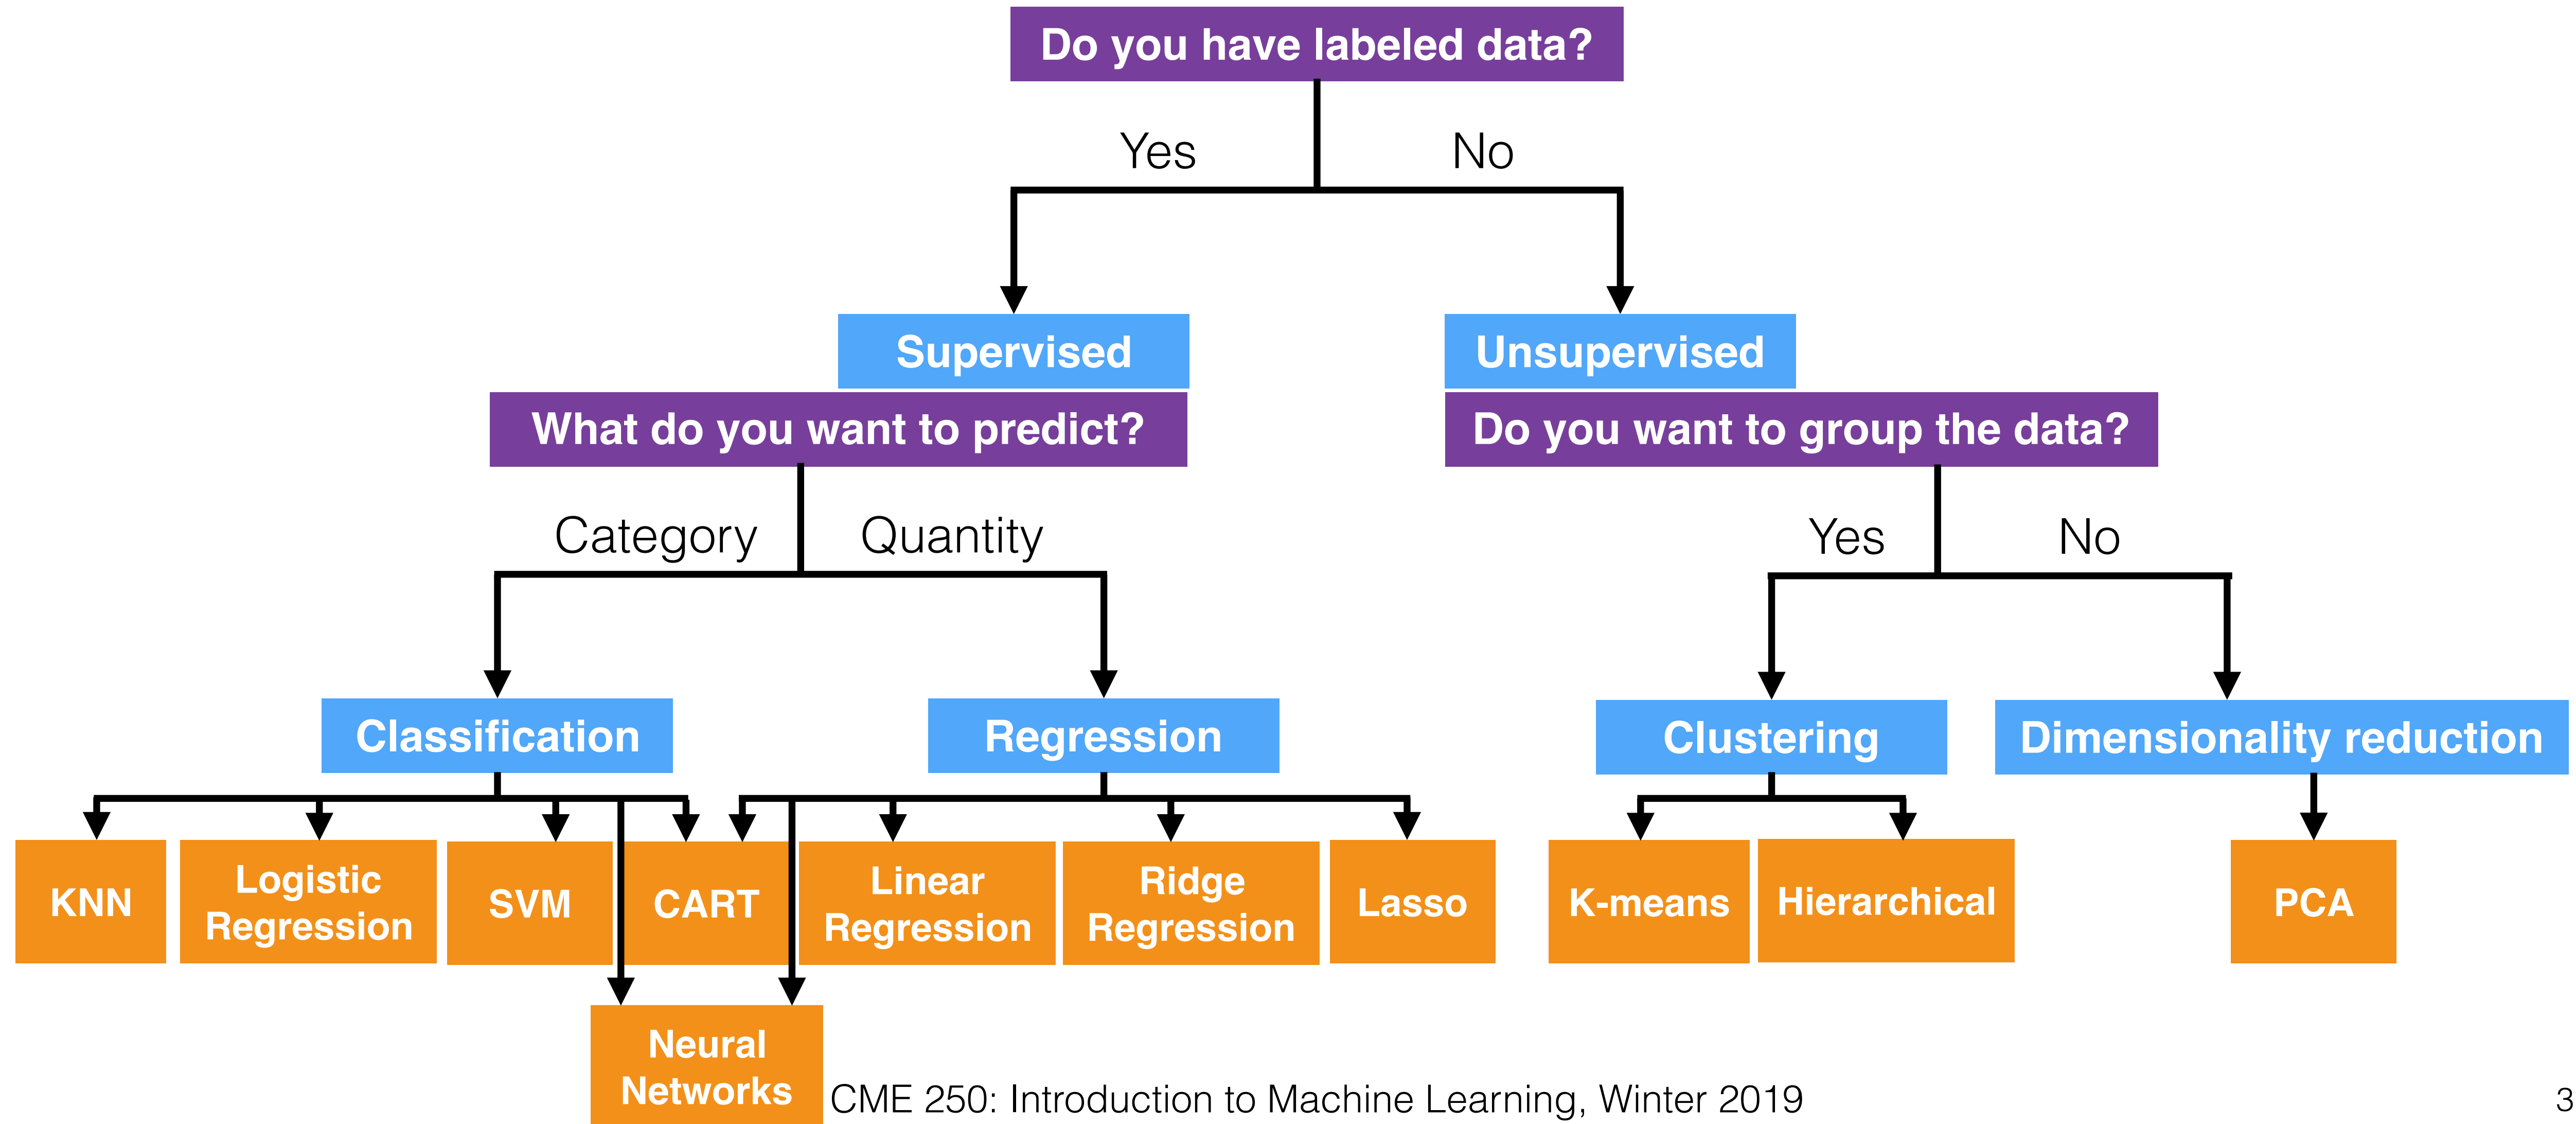 Do you have labeled data?
Yes
No
Supervised
Unsupervised
What do you want to predict?
Do you want to group the data?
Category
Quantity
Yes
No
Classification
Regression
Clustering
Dimensionality reduction
KNN
Logistic
Regression
SVM
CART
Linear
Regression
Ridge
Regression
Lasso
K-means
Hierarchical
PCA
Neural
Networks
CME 250: Introduction to Machine Learning, Winter 2019
3